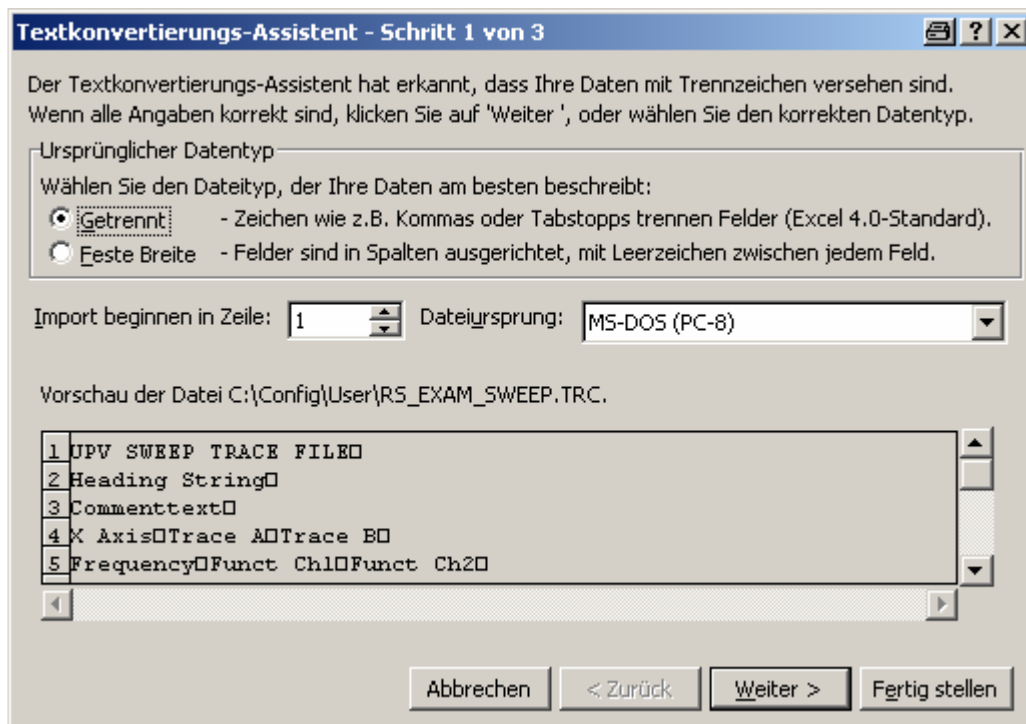 Textkonvertierungs-Assistent - Schritt 1 von 3
Der Textkonvertierungs-Assistent hat erkannt, dass Ihre Daten mit Trennzeichen versehen sind.
Wenn alle Angaben korrekt sind, klicken Sie auf 'Weiter ', oder wählen Sie den korrekten Datentyp.
Ursprünglicher Datentyp
Wählen Sie den Dateityp, der Ihre Daten am besten beschreibt:
Getrennt - Zeichen wie z.B. Kommas oder Tabstopps trennen Felder (Excel 4.0-Standard).
Feste Breite - Felder sind in Spalten ausgerichtet, mit Leerzeichen zwischen jedem Feld.
Import beginnen in Zeile: 1 Dateiursprung: MS-DOS (PC-8)
Vorschau der Datei C:\Config\User\RS_EXAM_SWEEP.TRC.
1 UPV SWEEP TRACE FILE□
2 Heading String□
3 Commenttext□
4 X Axis□Trace A□Trace B□
5 Frequency□Funct Ch1□Funct Ch2□
Abbrechen < Zurück Weiter > Fertig stellen